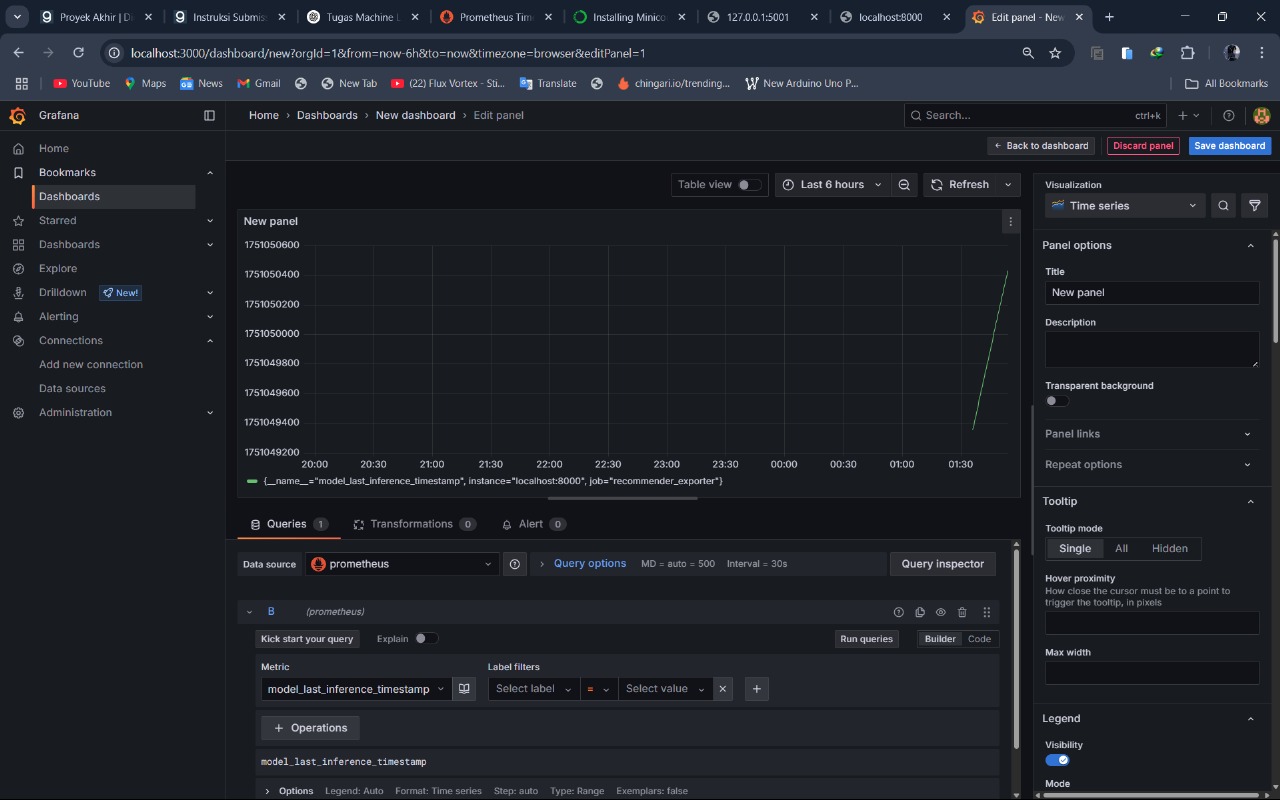 Proyek Akhir | D
Instruksi Submis
Tugas Machine L
Prometheus Time
Installing Minico
127.0.0.1:5001
localhost:8000
Edit panel - New
localhost:3000/dashboard/new?orgId=1&from=now-6h&to=now&timezone=browser&editPanel=1
YouTube
Maps
News
Gmail
New Tab
(22) Flux Vortex - Sti...
Translate
chingari.io/trending...
New Arduino Uno P...
All Bookmarks
Grafana
Home › Dashboards › New dashboard › Edit panel
Search...
ctrl+k
Back to dashboard
Discard panel
Save dashboard
Home
Bookmarks
Dashboards
Starred
Dashboards
Explore
Drilldown
New!
Alerting
Connections
Add new connection
Data sources
Administration
Table view
Last 6 hours
Refresh
New panel
1751050600
1751050400
1751050200
1751050000
1751049800
1751049600
1751049400
1751049200
20:00 20:30 21:00 21:30 22:00 22:30 23:00 23:30 00:00 00:30 01:00 01:30
{__name__="model_last_inference_timestamp", instance="localhost:8000", job="recommender_exporter"}
Queries 1
Transformations 0
Alert 0
Data source
prometheus
Query options
MD = auto = 500
Interval = 30s
Query inspector
B
(prometheus)
Kick start your query
Explain
Run queries
Builder
Code
Metric
Label filters
model_last_inference_timestamp
Select label
=
Select value
+ Operations
model_last_inference_timestamp
Options
Legend: Auto
Format: Time series
Step: auto
Type: Range
Exemplars: false
Visualization
Time series
Panel options
Title
New panel
Description
Transparent background
Panel links
Repeat options
Tooltip
Tooltip mode
Single
All
Hidden
Hover proximity
How close the cursor must be to a point to
trigger the tooltip, in pixels
Max width
Legend
Visibility
Mode